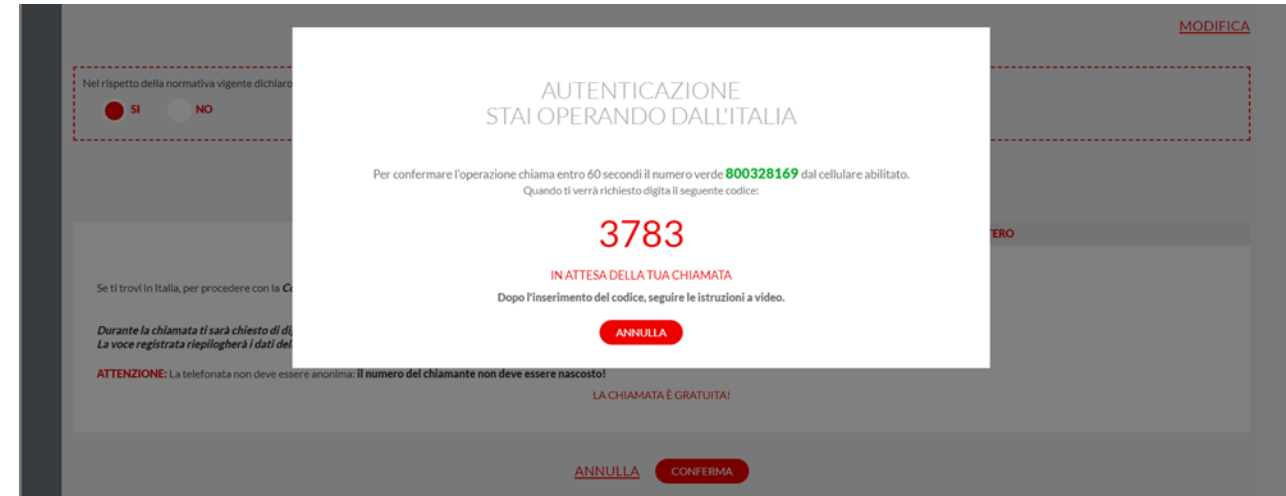 MODIFICA
Nel rispetto della normativa vigente dichiaro
SI NO
AUTENTICAZIONE
STAI OPERANDO DALL'ITALIA
Per confermare l'operazione chiama entro 60 secondi il numero verde 800328169 dal cellulare abilitato.
Quando ti verrà richiesto digita il seguente codice:
3783
IN ATTESA DELLA TUA CHIAMATA
Dopo l'inserimento del codice, seguire le istruzioni a video.
ANNULLA
Se ti trovi in Italia, per procedere con la
Durante la chiamata ti sarà chiesto di
La voce registrata riepilogherà i dati
ATTENZIONE: La telefonata non deve essere anonima: il numero del chiamante non deve essere nascosto!
LA CHIAMATA È GRATUITA!
ANNULLA CONFERMA